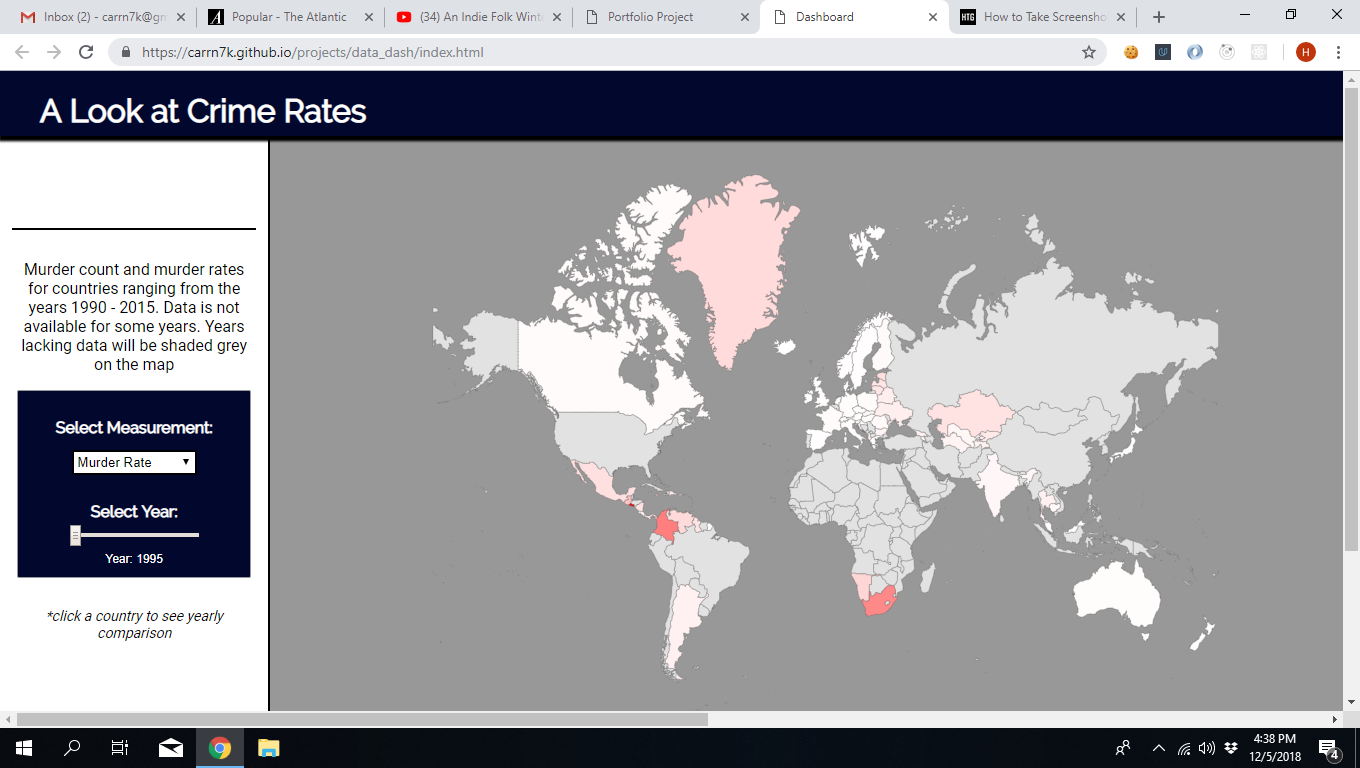 Inbox (2) - carrn7k@gm
Popular - The Atlantic
(34) An Indie Folk Wint
Portfolio Project
Dashboard
HTG How to Take Screensho
https://carrn7k.github.io/projects/data_dash/index.html
H
A Look at Crime Rates
Murder count and murder rates
for countries ranging from the
years 1990 - 2015. Data is not
available for some years. Years
lacking data will be shaded grey
on the map
Select Measurement:
Murder Rate
Select Year:
Year: 1995
*click a country to see yearly
comparison
4:38 PM
12/5/2018
4